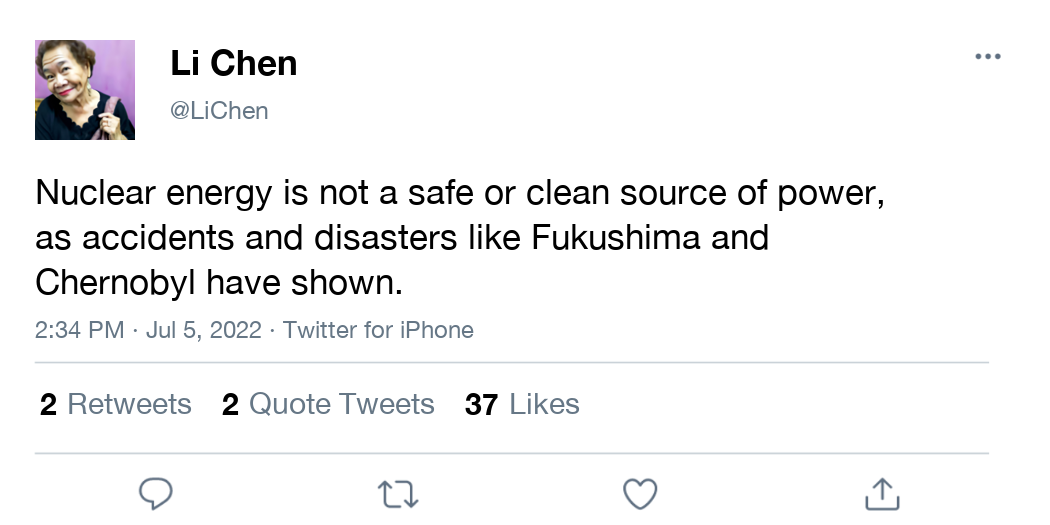 Li Chen
@LiChen
Nuclear energy is not a safe or clean source of power,
as accidents and disasters like Fukushima and
Chernobyl have shown.
2:34 PM · Jul 5, 2022 · Twitter for iPhone
2 Retweets 2 Quote Tweets 37 Likes